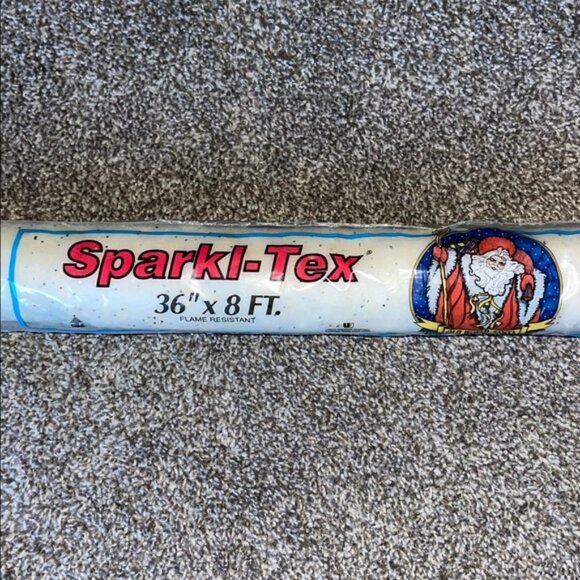 Sparkl-Tex®
36" x 8 FT.
FLAME RESISTANT